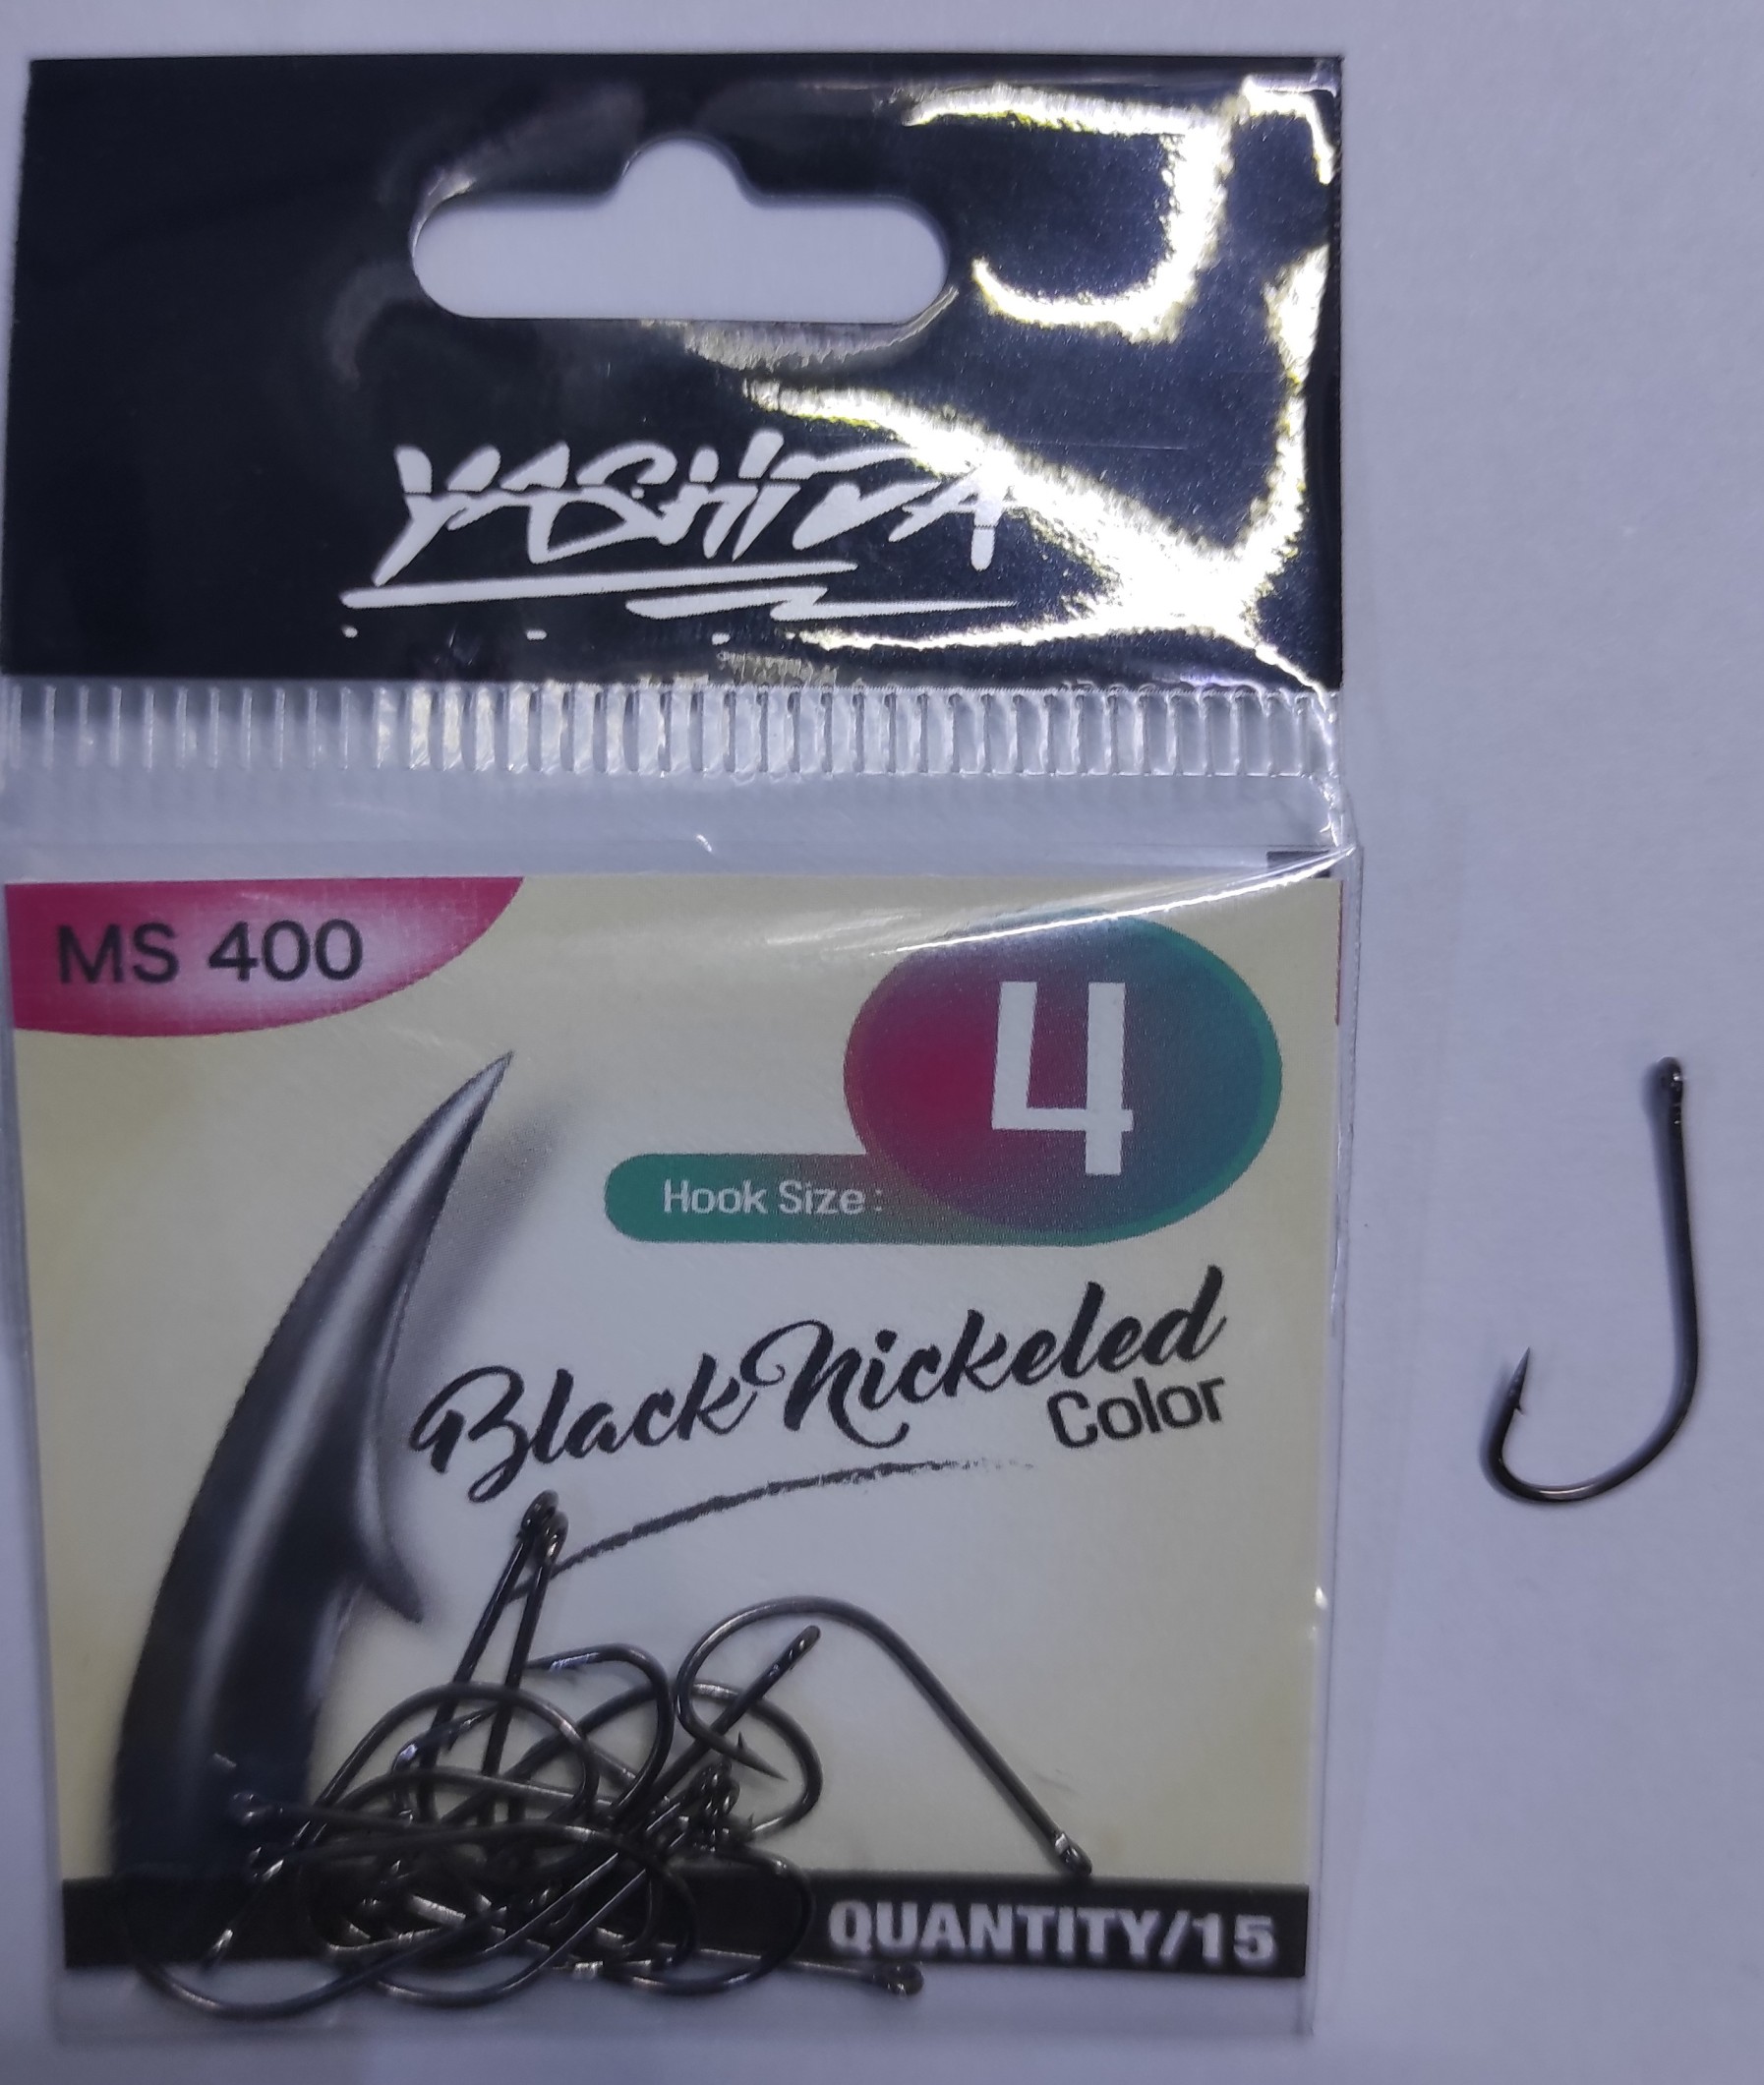 YASHIDA
MS 400
4
Hook Size :
Black Nickeled
Color
QUANTITY/15